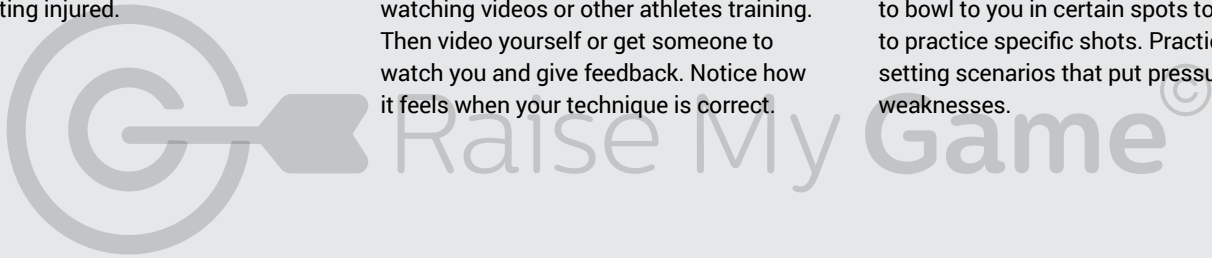 ting injured.
watching videos or other athletes training.
Then video yourself or get someone to
watch you and give feedback. Notice how
it feels when your technique is correct.
to bowl to you in certain spots to
to practice specific shots. Practi
setting scenarios that put pressu
weaknesses.
Raise My Game©